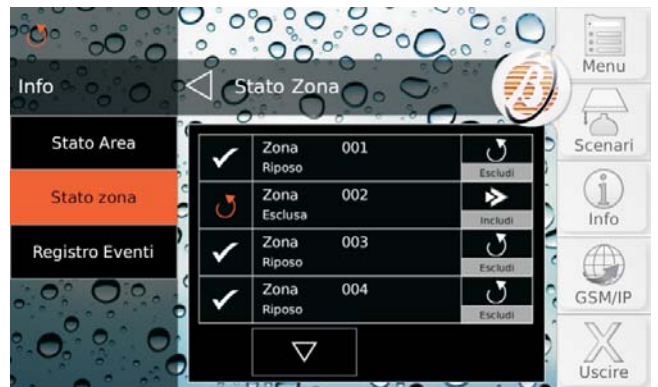 Info
Stato Zona
Stato Area
Stato zona
Registro Eventi
Zona 001
Riposo
Escludi
Zona 002
Esclusa
Includi
Zona 003
Riposo
Escludi
Zona 004
Riposo
Escludi
Menu
Scenari
Info
GSM/IP
Uscire